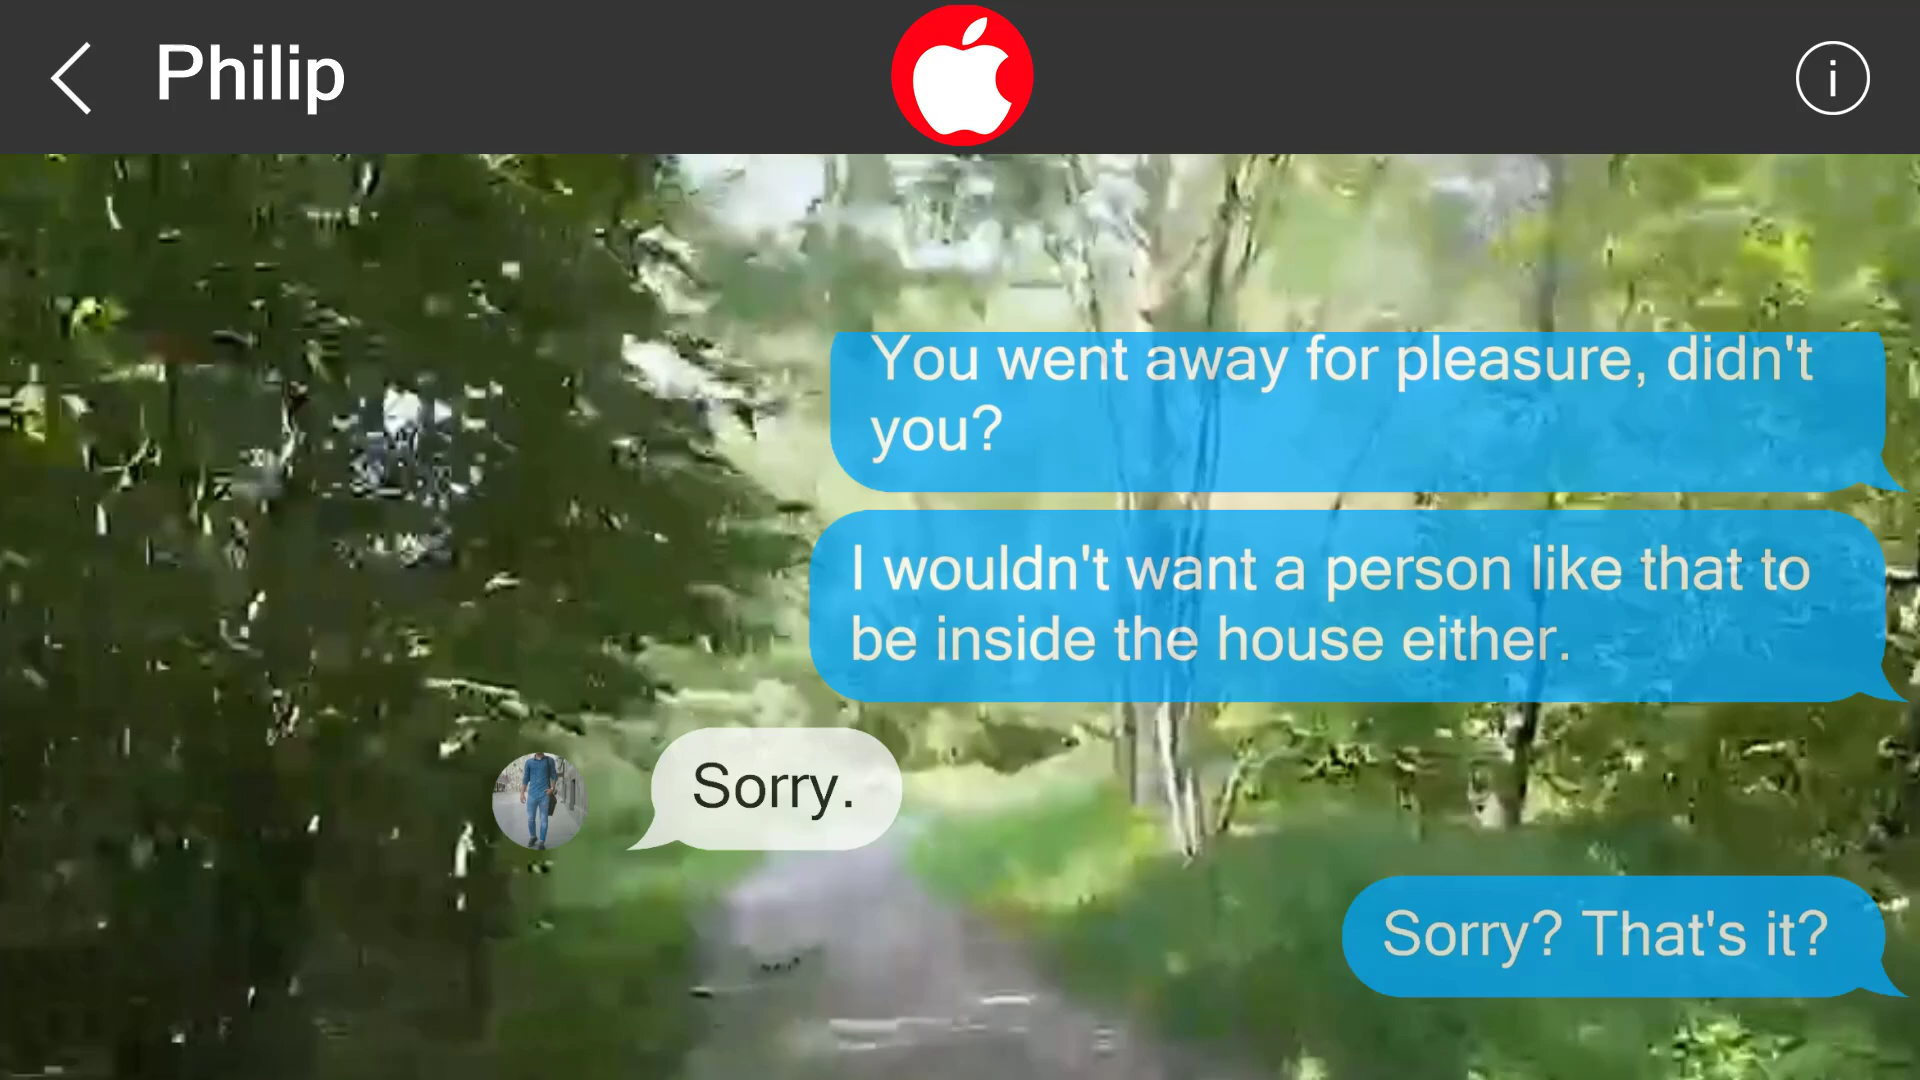 Philip
You went away for pleasure, didn't
you?
I wouldn't want a person like that to
be inside the house either.
Sorry.
Sorry? That's it?